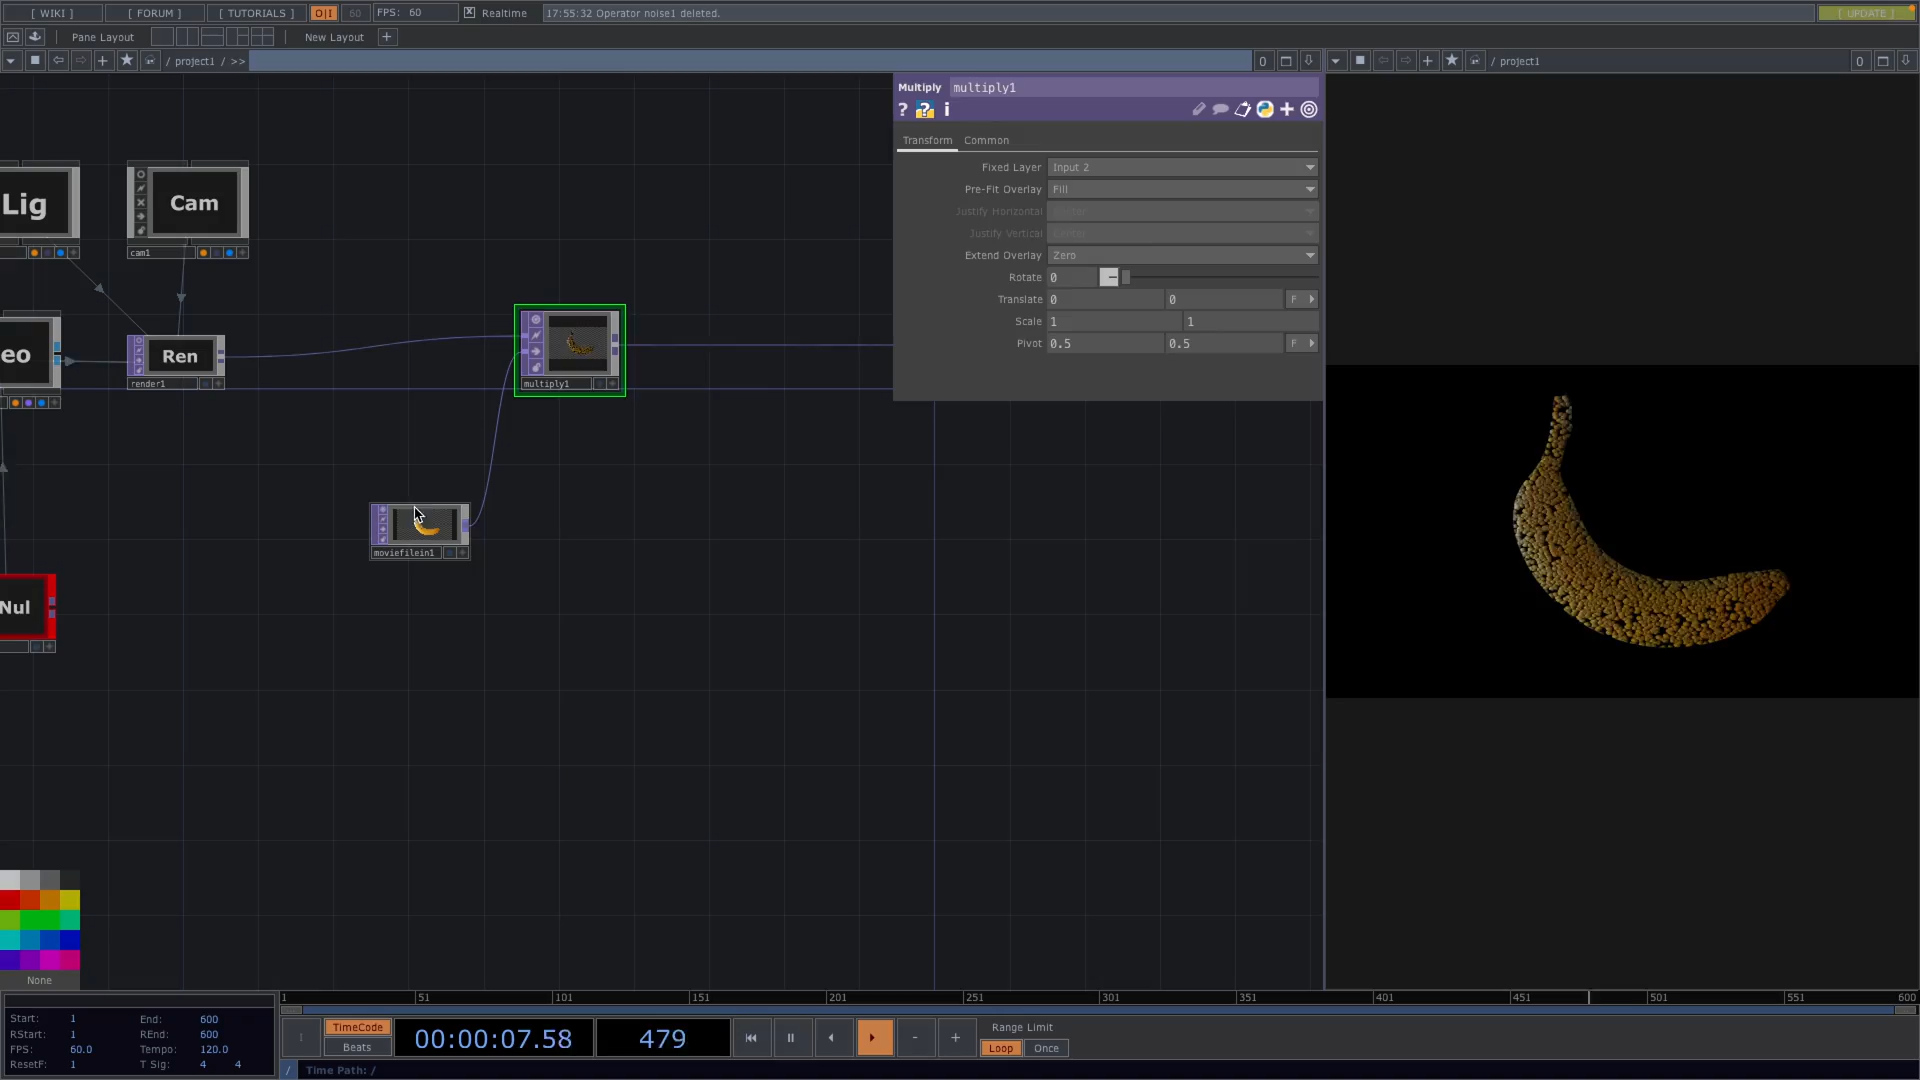 [ WIKI ] [ FORUM ] [ TUTORIALS ] O|I 60 FPS: 60 Realtime 17:55:32 Operator noise1 deleted. [ UPDATE ]
Pane Layout New Layout +
/ project1 / >> 0 / project1 0
Multiply multiply1
? ? i
Transform Common
Fixed Layer Input 2
Pre-Fit Overlay Fill
Justify Horizontal Center
Justify Vertical Center
Extend Overlay Zero
Rotate 0
Translate 0 0 F
Scale 1 1
Pivot 0.5 0.5 F
Lig
Cam
cam1
eo
Ren
render1
multiply1
moviefilein1
Nul
None
1 51 101 151 201 251 301 351 401 451 501 551 600
Start: 1 End: 600
RStart: 1 REnd: 600
FPS: 60.0 Tempo: 120.0
ResetF: 1 T Sig: 4 4
TimeCode
Beats
00:00:07.58
479
- +
Range Limit
Loop Once
/ Time Path: /